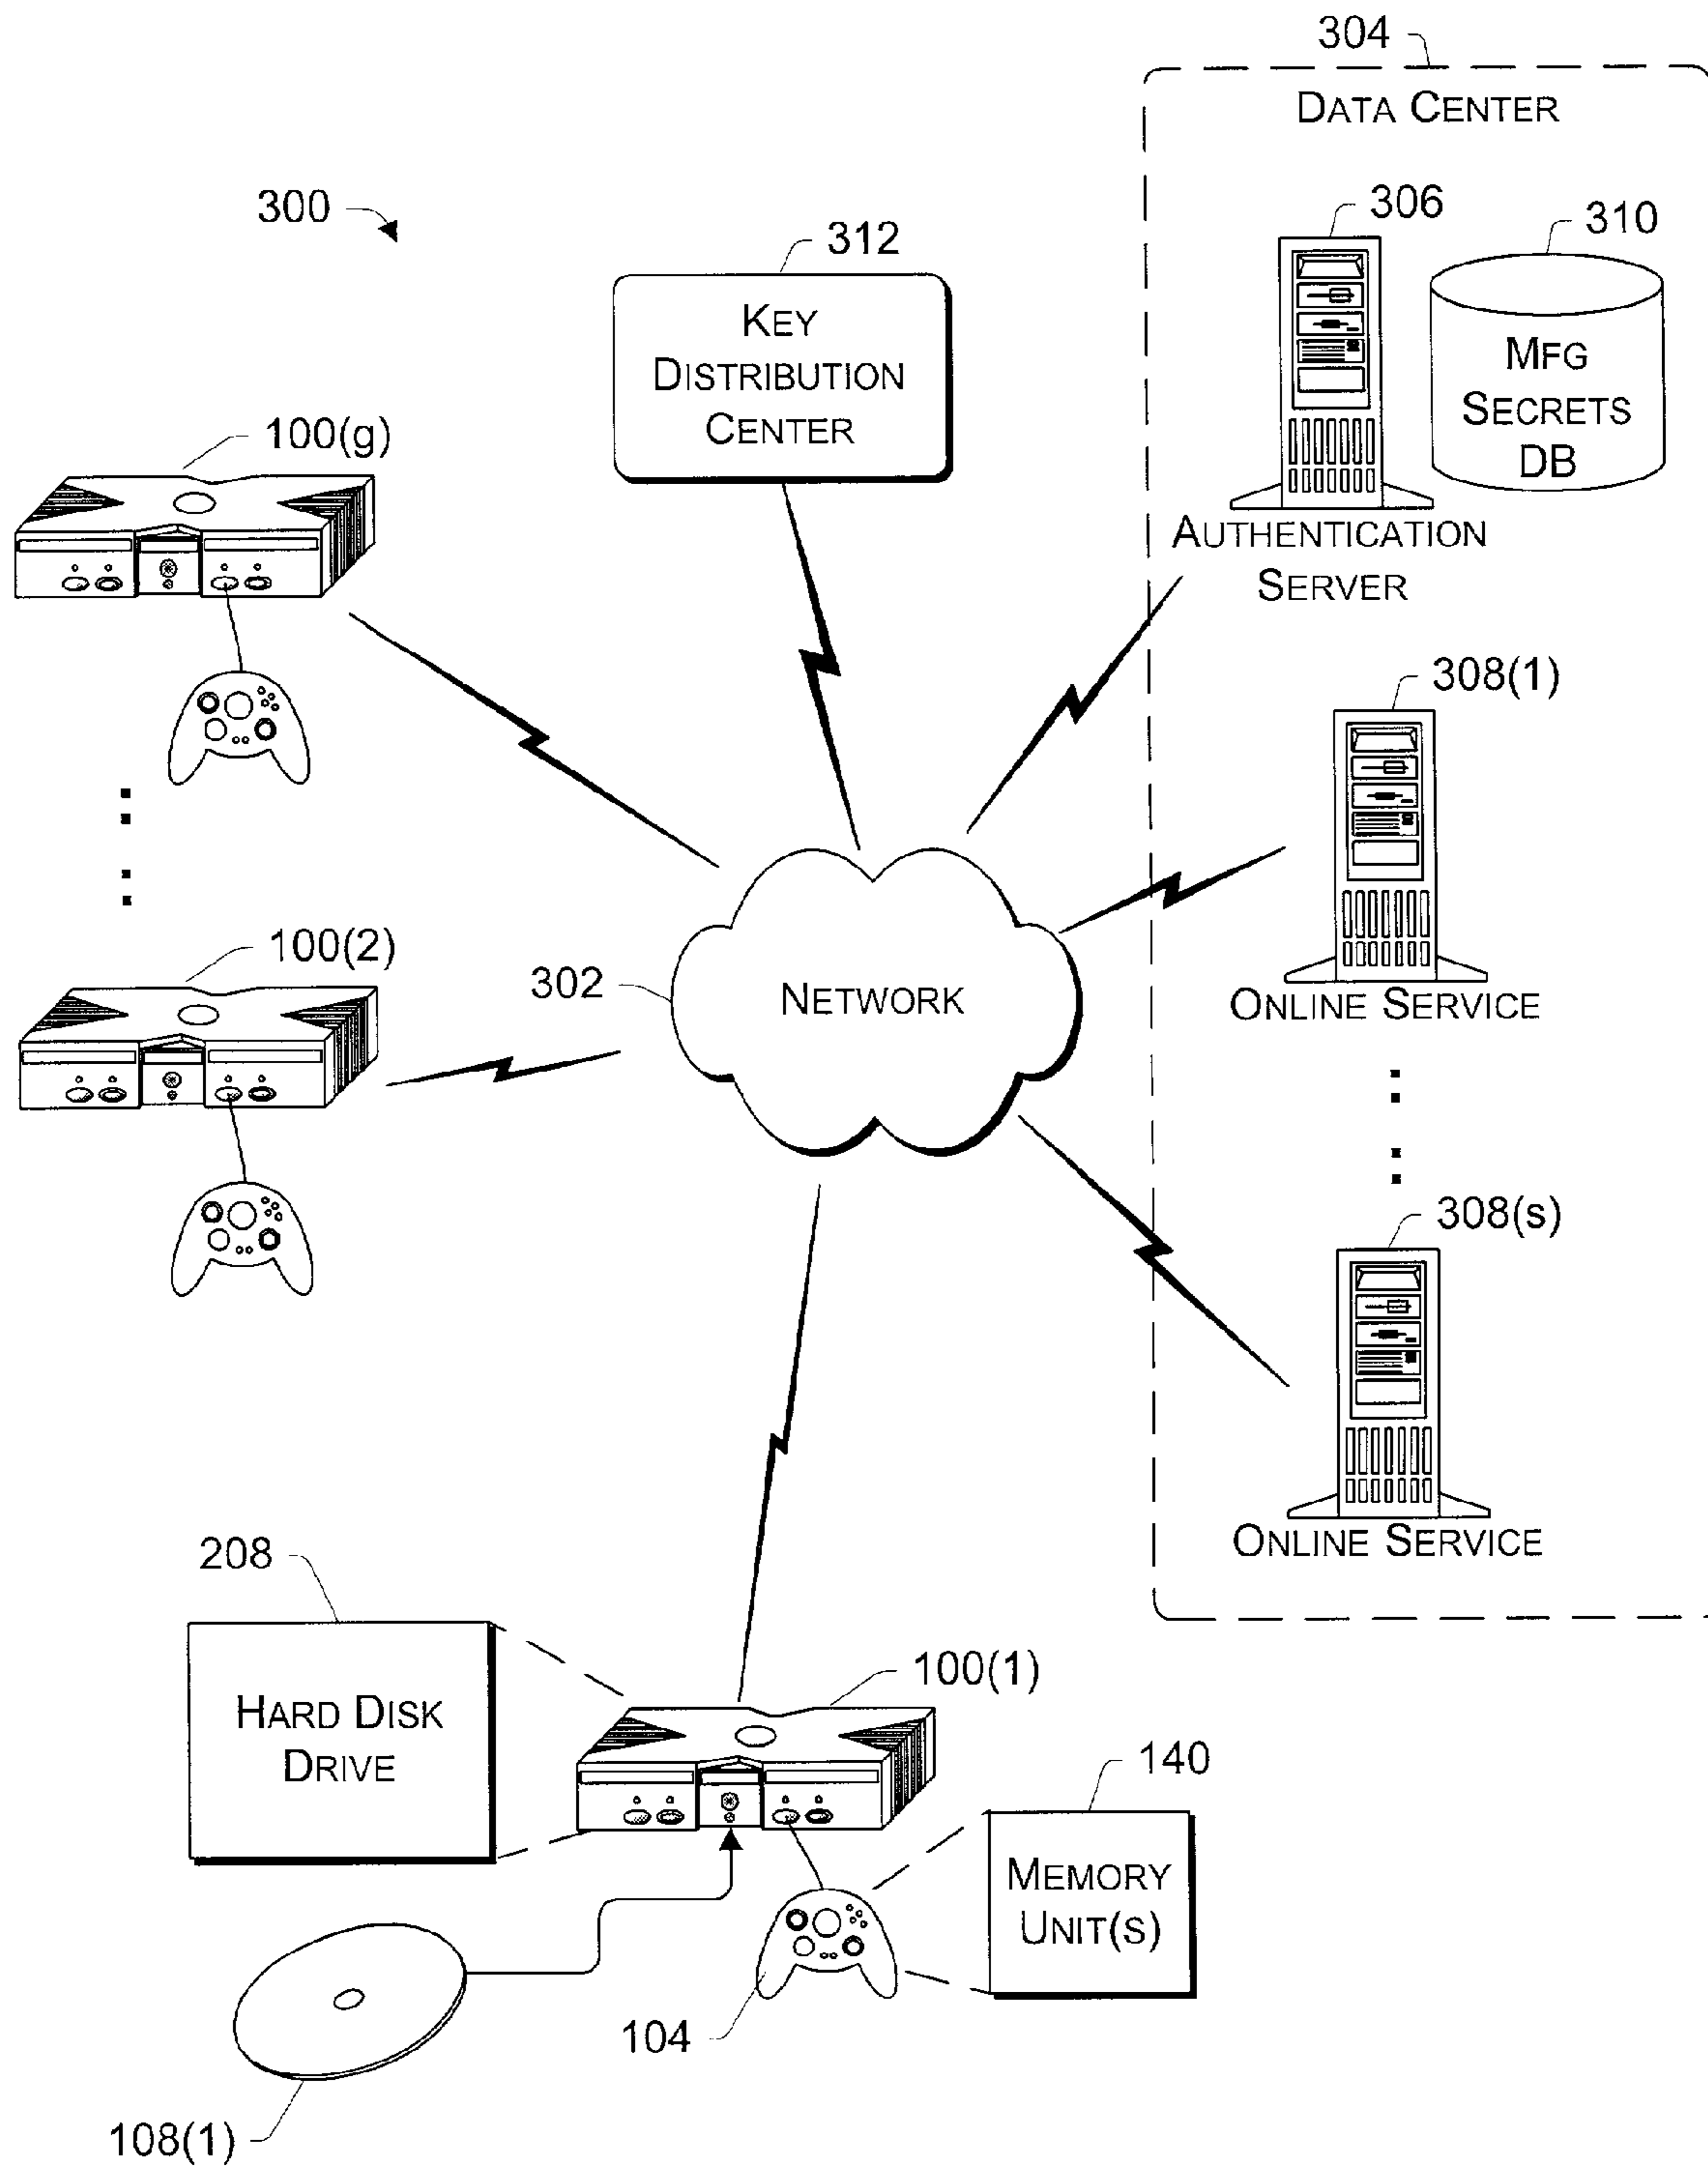 304
DATA CENTER
300
312
306
310
KEY
DISTRIBUTION
CENTER
MFG
SECRETS
DB
100(g)
AUTHENTICATION
SERVER
308(1)
100(2)
302
NETWORK
ONLINE SERVICE
308(s)
ONLINE SERVICE
208
HARD DISK
DRIVE
100(1)
140
MEMORY
UNIT(S)
104
108(1)